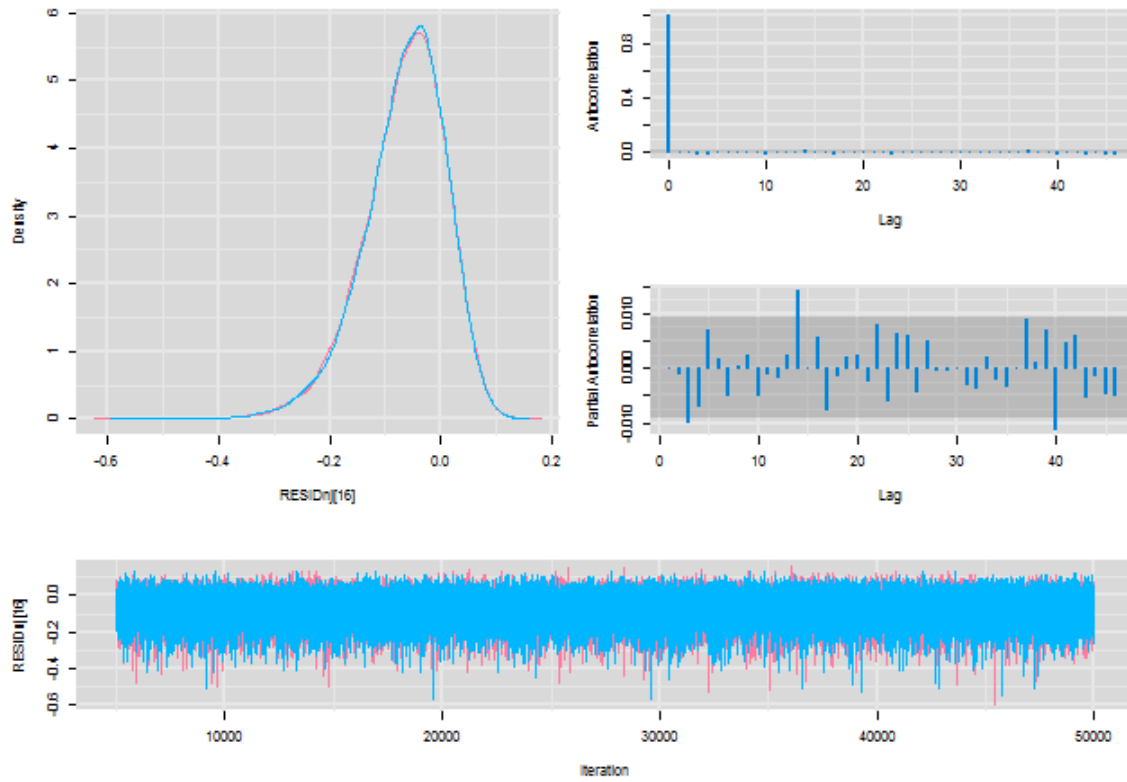 6
5
4
3
2
1
0
Density
-0.6 -0.4 -0.2 0.0 0.2
RESIDnj[16]
0.8
0.4
0.0
Autocorrelation
0 10 20 30 40
Lag
0.010
0.000
-0.010
Partial Autocorrelation
0 10 20 30 40
Lag
0.0
-0.2
-0.4
-0.6
RESIDnj[16]
10000 20000 30000 40000 50000
Iteration